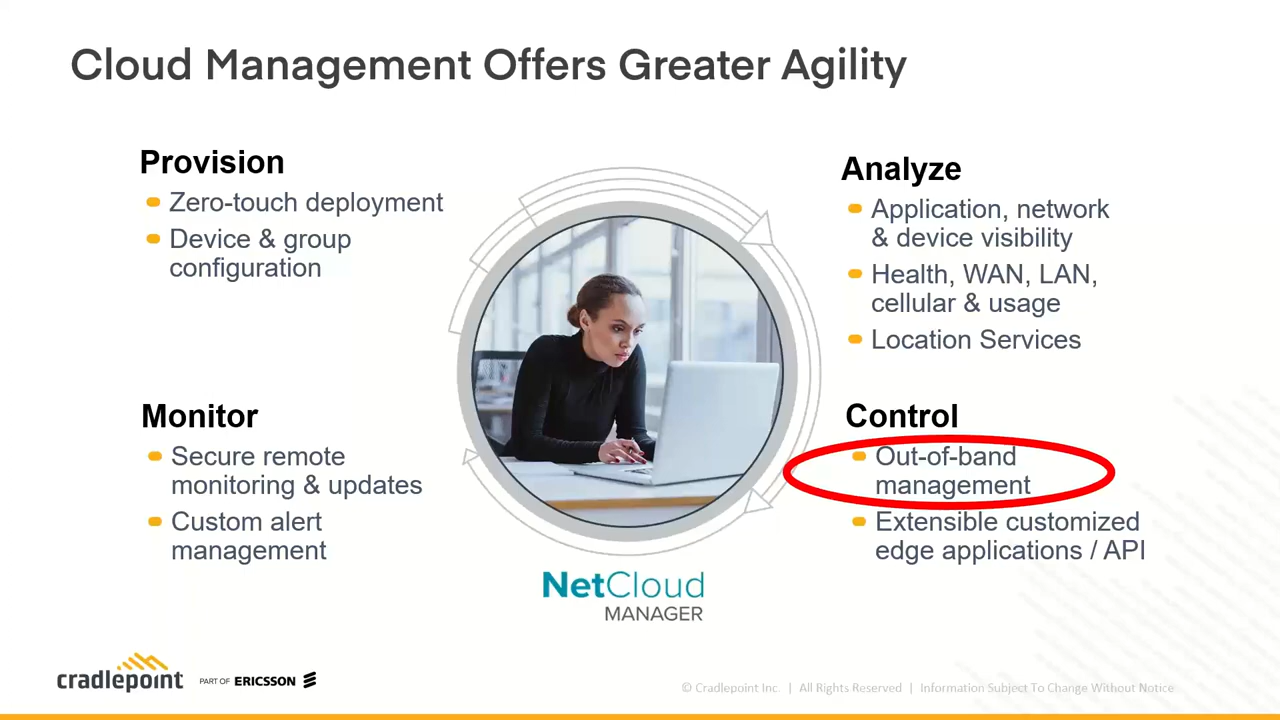 Cloud Management Offers Greater Agility
Provision
Zero-touch deployment
Device & group
configuration
Analyze
Application, network
& device visibility
Health, WAN, LAN,
cellular & usage
Location Services
Monitor
Secure remote
monitoring & updates
Custom alert
management
Control
Out-of-band
management
Extensible customized
edge applications / API
NetCloud
MANAGER
cradlepoint
PART OF ERICSSON
© Cradlepoint Inc. | All Rights Reserved | Information Subject To Change Without Notice